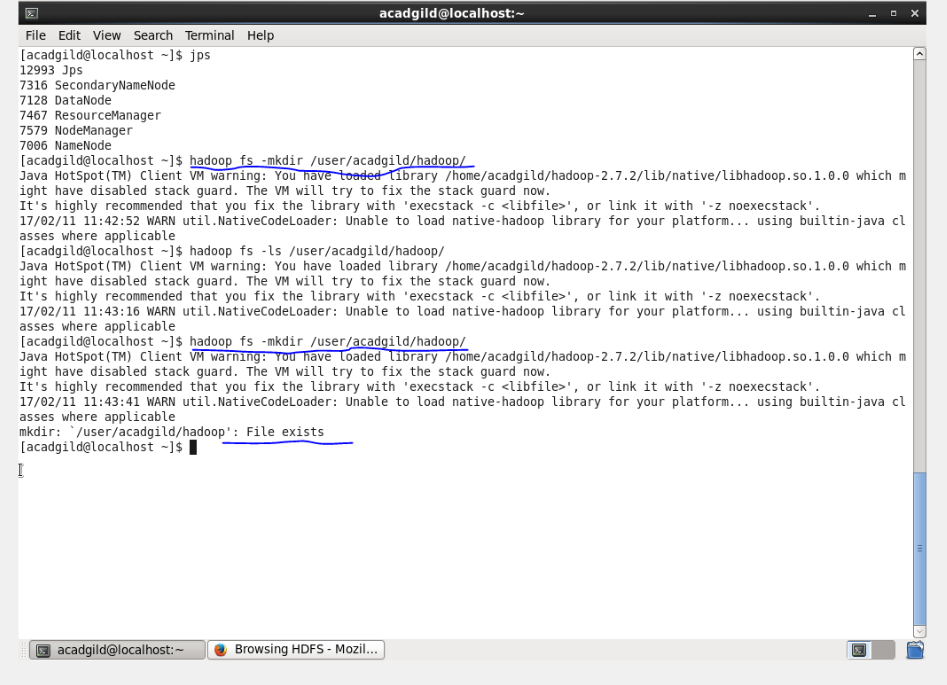 acadgild@localhost:~
File Edit View Search Terminal Help
[acadgild@localhost ~]$ jps
12993 Jps
7316 SecondaryNameNode
7128 DataNode
7467 ResourceManager
7579 NodeManager
7006 NameNode
[acadgild@localhost ~]$ hadoop fs -mkdir /user/acadgild/hadoop/
Java HotSpot(TM) Client VM warning: You have loaded library /home/acadgild/hadoop-2.7.2/lib/native/libhadoop.so.1.0.0 which m
ight have disabled stack guard. The VM will try to fix the stack guard now.
It's highly recommended that you fix the library with 'execstack -c <libfile>', or link it with '-z noexecstack'.
17/02/11 11:42:52 WARN util.NativeCodeLoader: Unable to load native-hadoop library for your platform... using builtin-java cl
asses where applicable
[acadgild@localhost ~]$ hadoop fs -ls /user/acadgild/hadoop/
Java HotSpot(TM) Client VM warning: You have loaded library /home/acadgild/hadoop-2.7.2/lib/native/libhadoop.so.1.0.0 which m
ight have disabled stack guard. The VM will try to fix the stack guard now.
It's highly recommended that you fix the library with 'execstack -c <libfile>', or link it with '-z noexecstack'.
17/02/11 11:43:16 WARN util.NativeCodeLoader: Unable to load native-hadoop library for your platform... using builtin-java cl
asses where applicable
[acadgild@localhost ~]$ hadoop fs -mkdir /user/acadgild/hadoop/
Java HotSpot(TM) Client VM warning: You have loaded library /home/acadgild/hadoop-2.7.2/lib/native/libhadoop.so.1.0.0 which m
ight have disabled stack guard. The VM will try to fix the stack guard now.
It's highly recommended that you fix the library with 'execstack -c <libfile>', or link it with '-z noexecstack'.
17/02/11 11:43:41 WARN util.NativeCodeLoader: Unable to load native-hadoop library for your platform... using builtin-java cl
asses where applicable
mkdir: `/user/acadgild/hadoop': File exists
[acadgild@localhost ~]$
acadgild@localhost:~ Browsing HDFS - Mozil...